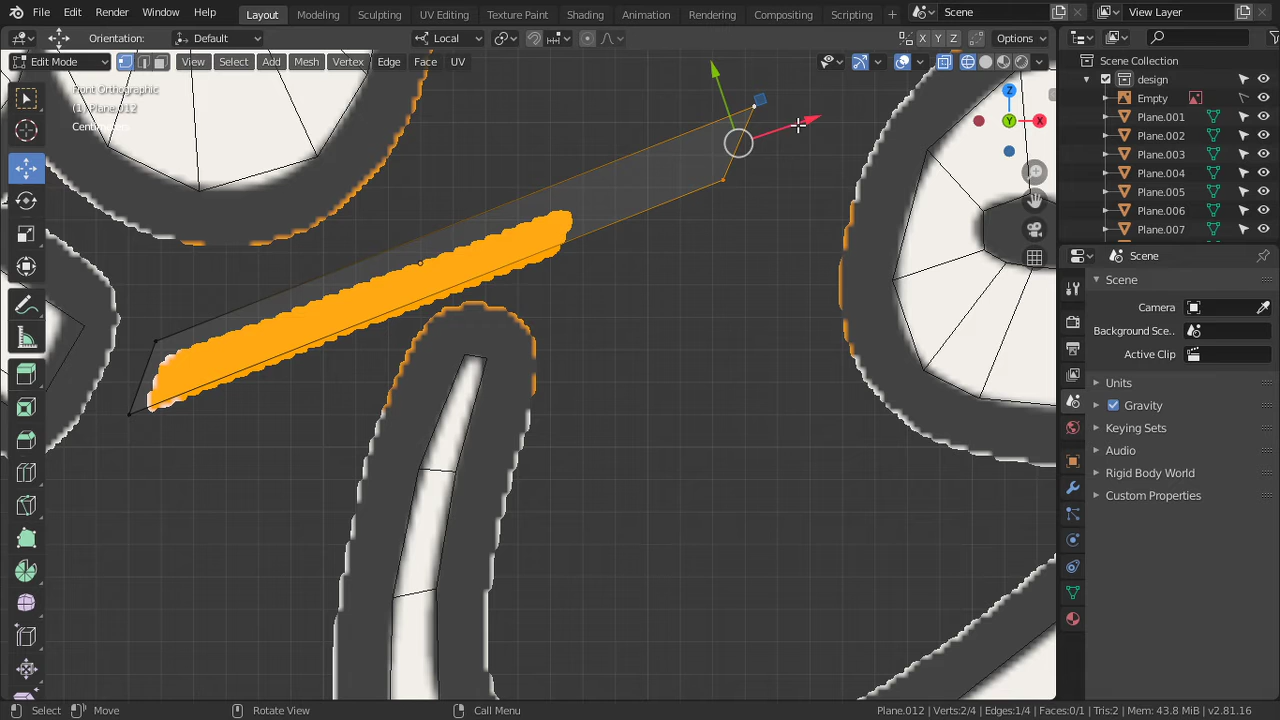 File Edit Render Window Help Layout Modeling Sculpting UV Editing Texture Paint Shading Animation Rendering Compositing Scripting + Scene View Layer
Orientation: Default Local X Y Z Options
Edit Mode View Select Add Mesh Vertex Edge Face UV
Front Orthographic
(1) Plane.012
Centimeters
Z
Y
X
Scene Collection
design
Empty
Plane.001
Plane.002
Plane.003
Plane.004
Plane.005
Plane.006
Plane.007
Scene
Scene
Camera
Background Sce..
Active Clip
Units
Gravity
Keying Sets
Audio
Rigid Body World
Custom Properties
Select Move Rotate View Call Menu Plane.012 | Verts:2/4 | Edges:1/4 | Faces:0/1 | Tris:2 | Mem: 43.8 MiB | v2.81.16